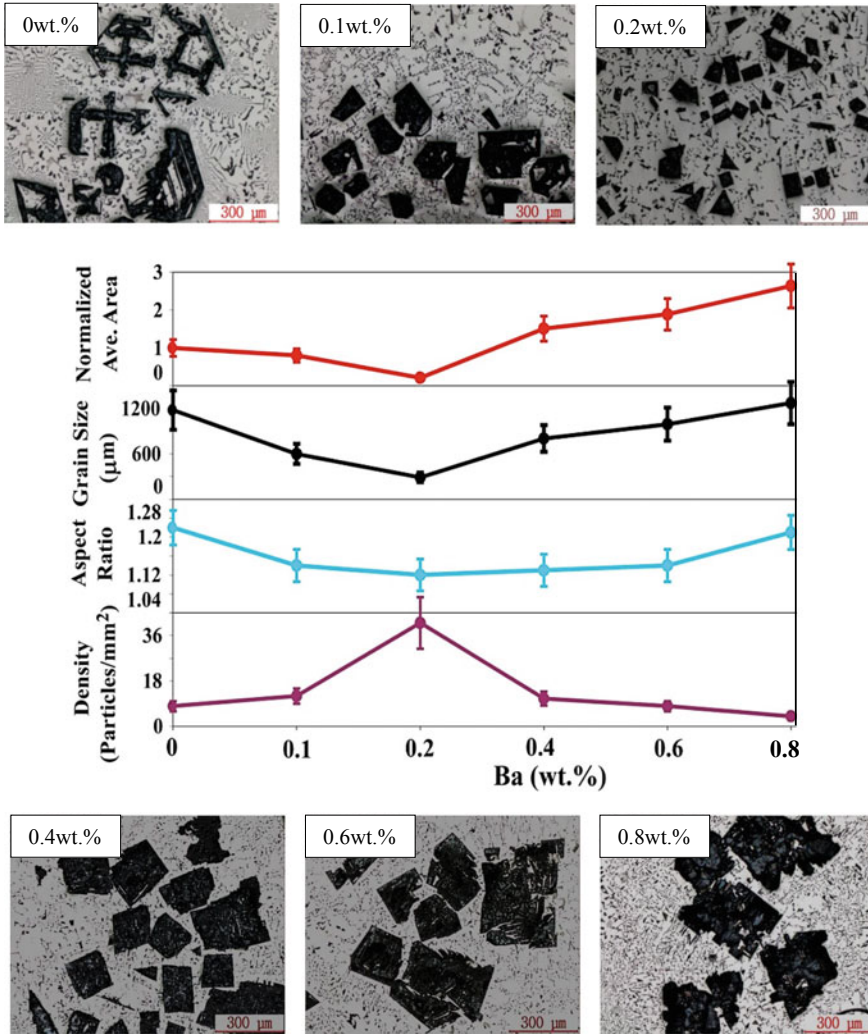 0wt.%
0.1wt.%
0.2wt.%
300 µm
300 µm
300 µm
Normalized
Ave. Area
3
2
1
0
Grain Size
(µm)
1200
600
0
Aspect
Ratio
1.28
1.2
1.12
1.04
Density
(Particles/mm²)
36
18
0
0
0.1
0.2
0.4
0.6
0.8
Ba (wt.%)
0.4wt.%
0.6wt.%
0.8wt.%
300 µm
300 µm
300 µm